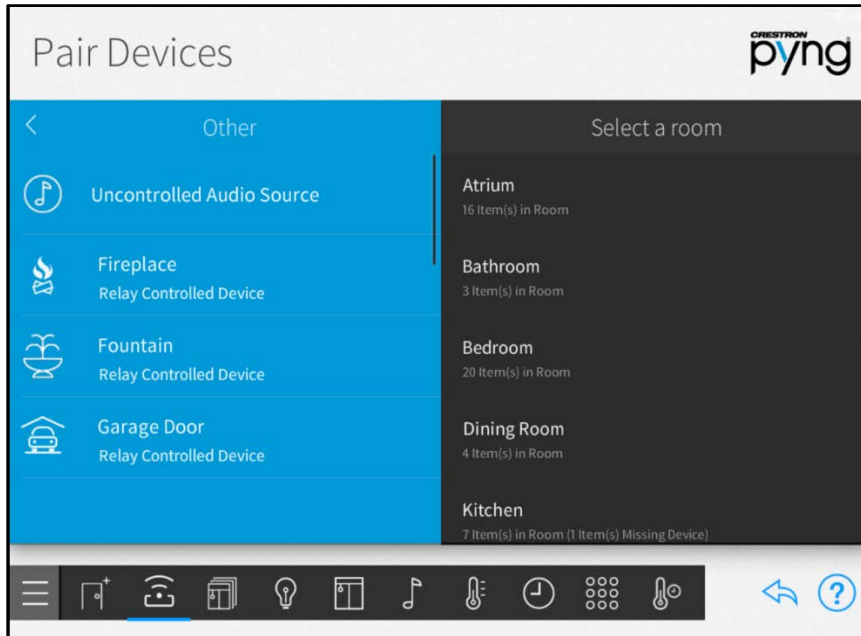 Pair Devices
CRESTRON
pyng
Other
Uncontrolled Audio Source
Fireplace
Relay Controlled Device
Fountain
Relay Controlled Device
Garage Door
Relay Controlled Device
Select a room
Atrium
16 Item(s) in Room
Bathroom
3 Item(s) in Room
Bedroom
20 Item(s) in Room
Dining Room
4 Item(s) in Room
Kitchen
7 Item(s) in Room (1 Item(s) Missing Device)
?